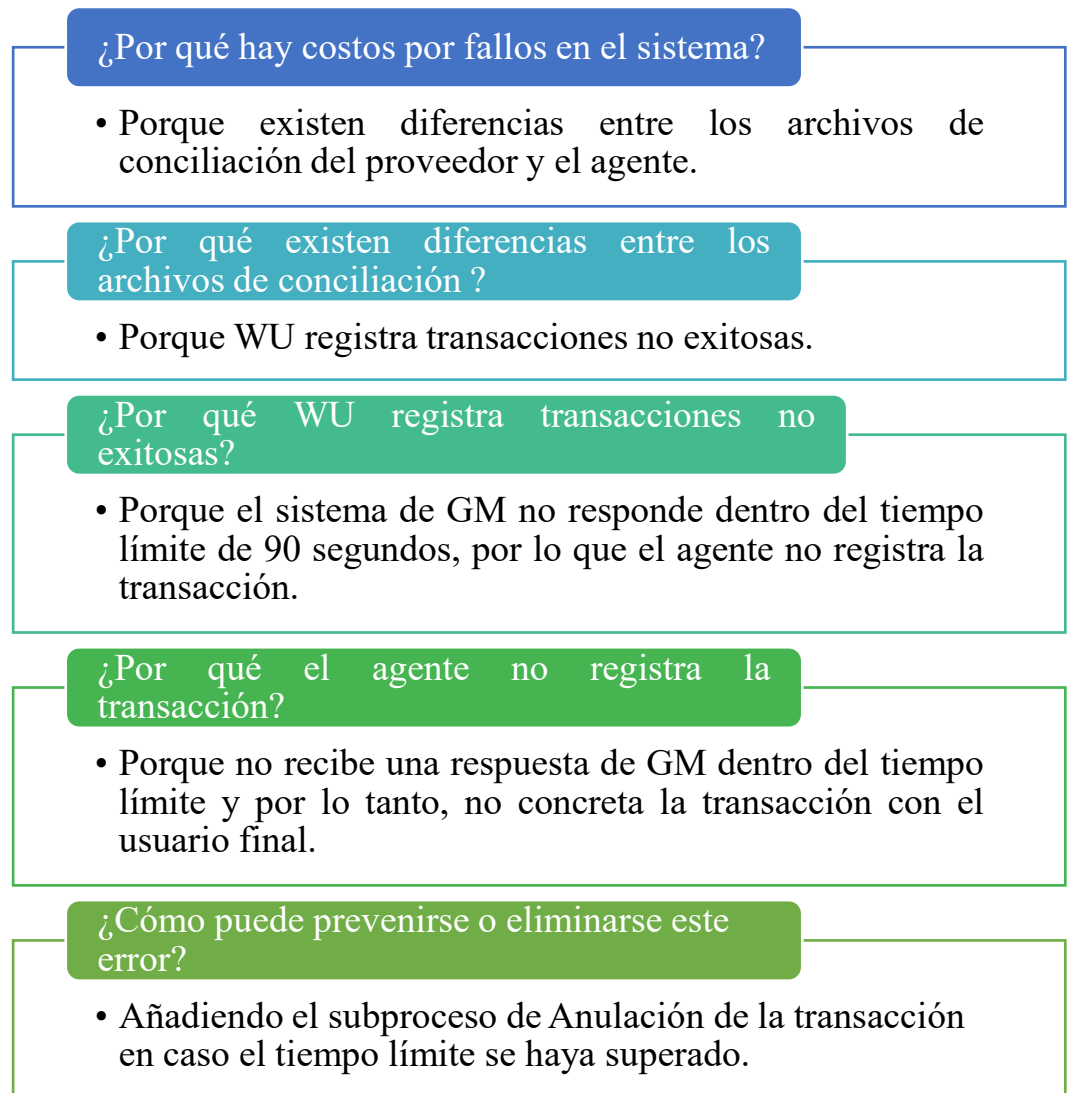 ¿Por qué hay costos por fallos en el sistema?
• Porque existen diferencias entre los archivos de
conciliación del proveedor y el agente.
¿Por qué existen diferencias entre los
archivos de conciliación ?
• Porque WU registra transacciones no exitosas.
¿Por qué WU registra transacciones no
exitosas?
• Porque el sistema de GM no responde dentro del tiempo
límite de 90 segundos, por lo que el agente no registra la
transacción.
¿Por qué el agente no registra la
transacción?
• Porque no recibe una respuesta de GM dentro del tiempo
límite y por lo tanto, no concreta la transacción con el
usuario final.
¿Cómo puede prevenirse o eliminarse este
error?
• Añadiendo el subproceso de Anulación de la transacción
en caso el tiempo límite se haya superado.